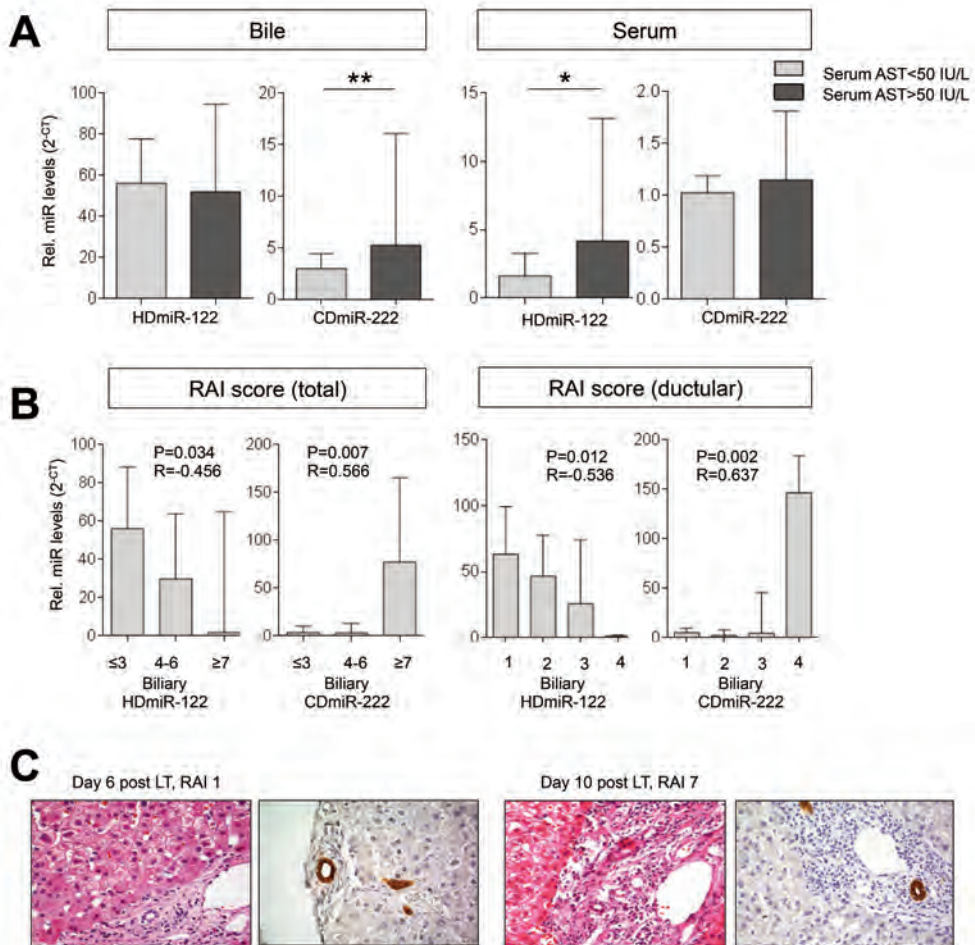 A
Bile
Serum
Serum AST<50 IU/L
Serum AST>50 IU/L
Rel. miR levels (2-CT)
100
80
60
40
20
0
HDmiR-122
**
20
15
10
5
0
CDmiR-222
*
15
10
5
0
HDmiR-122
2.0
1.5
1.0
0.5
0.0
CDmiR-222
B
RAI score (total)
RAI score (ductular)
Rel. miR levels (2-CT)
100
80
60
40
20
0
P=0.034
R=-0.456
≤3 4-6 ≥7
Biliary
HDmiR-122
200
150
100
50
0
P=0.007
R=0.566
≤3 4-6 ≥7
Biliary
CDmiR-222
150
100
50
0
P=0.012
R=-0.536
1 2 3 4
Biliary
HDmiR-122
200
150
100
50
0
P=0.002
R=0.637
1 2 3 4
Biliary
CDmiR-222
C
Day 6 post LT, RAI 1
Day 10 post LT, RAI 7